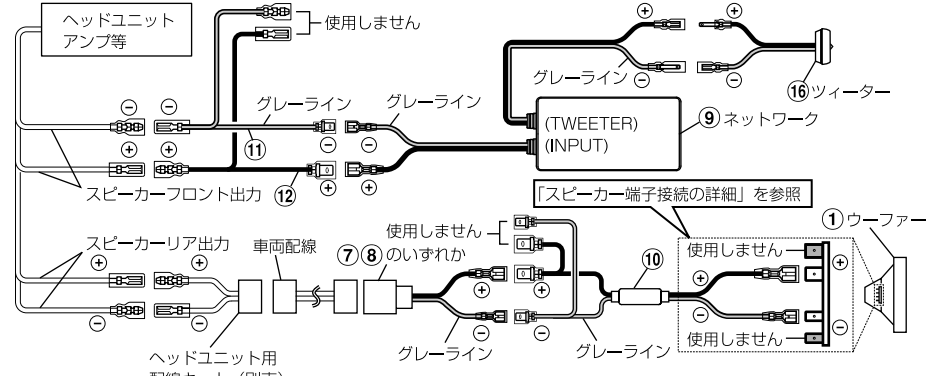 ヘッドユニット
アンプ等
使用しません
⊕
⊕
グレーライン
⊖
⊖
⑯ツィーター
⊖
⊖
グレーライン
グレーライン
⑪
⊖
⊖
(TWEETER)
(INPUT)
⑨ネットワーク
⊕
⊕
⑫
⊕
⊕
スピーカーフロント出力
「スピーカー端子接続の詳細」を参照
①ウーファー
スピーカーリア出力
車両配線
⑦⑧のいずれか
使用しません
⑩
使用しません
⊕
⊕
⊕
⊕
⊕
⊖
⊖
⊖
⊖
⊖
⊖
使用しません
グレーライン
グレーライン
ヘッドユニット用